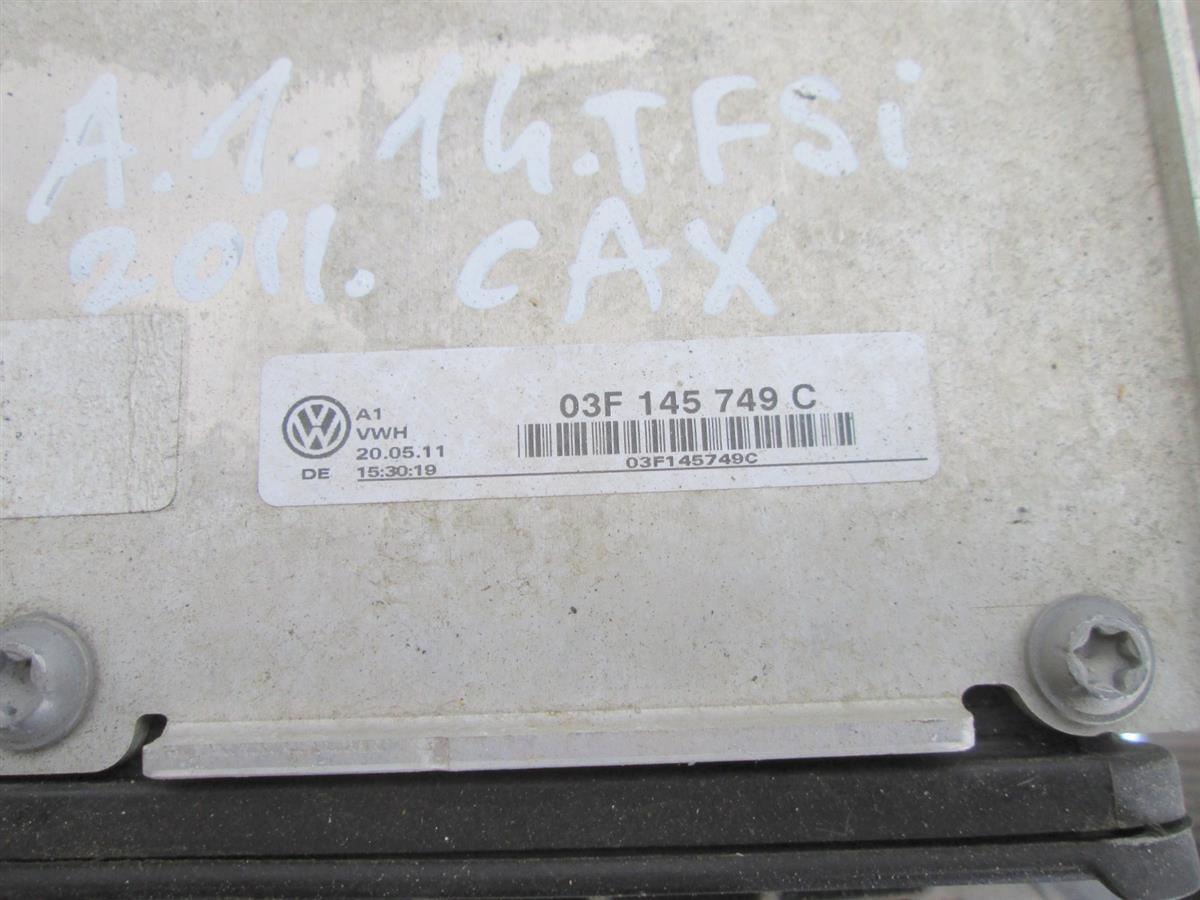 A.1. 14.TFSi
2011. CAX
A1
VWH
20.05.11
DE 15:30:19
03F 145 749 C
03F145749C